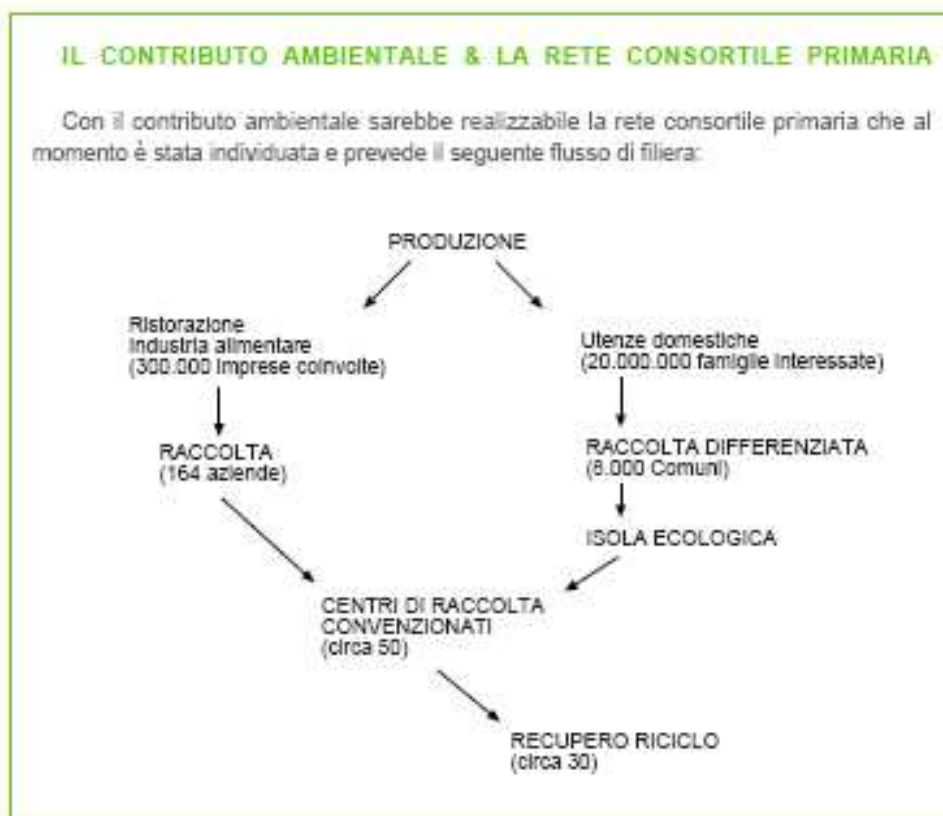 IL CONTRIBUTO AMBIENTALE & LA RETE CONSORTILE PRIMARIA
Con il contributo ambientale sarebbe realizzabile la rete consortile primaria che al
momento è stata individuata e prevede il seguente flusso di filiera:
PRODUZIONE
Ristorazione
Industria alimentare
(300.000 imprese coinvolte)
Utenze domestiche
(20.000.000 famiglie interessate)
RACCOLTA
(164 aziende)
RACCOLTA DIFFERENZIATA
(8.000 Comuni)
ISOLA ECOLOGICA
CENTRI DI RACCOLTA
CONVENZIONATI
(circa 50)
RECUPERO RICICLO
(circa 30)